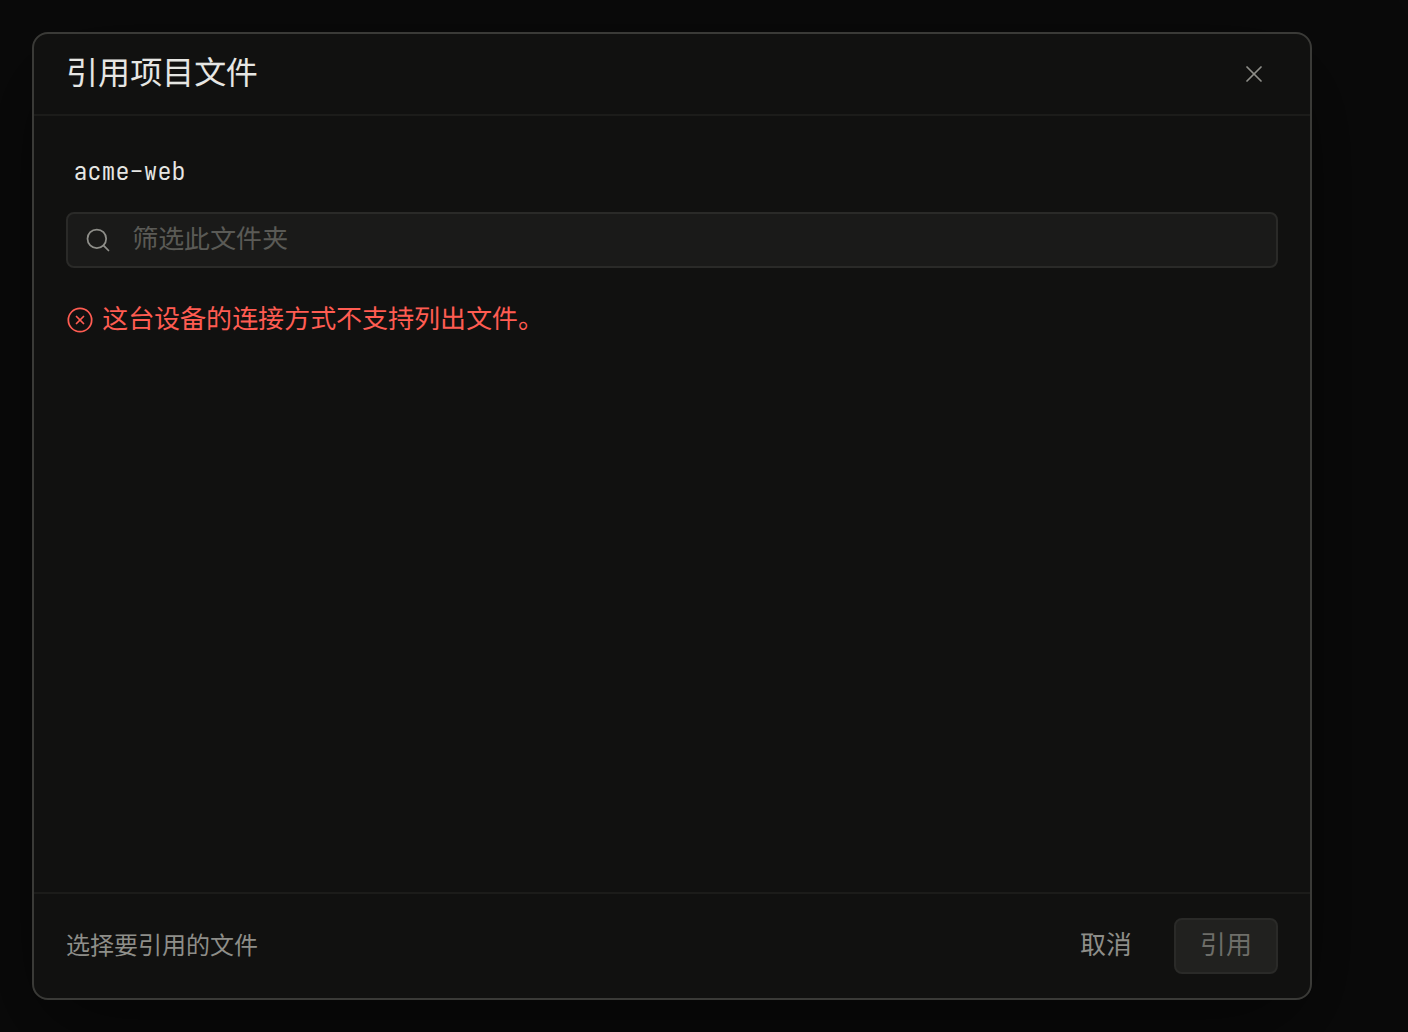 引用项目文件
acme-web
筛选此文件夹
这台设备的连接方式不支持列出文件。
选择要引用的文件
取消
引用